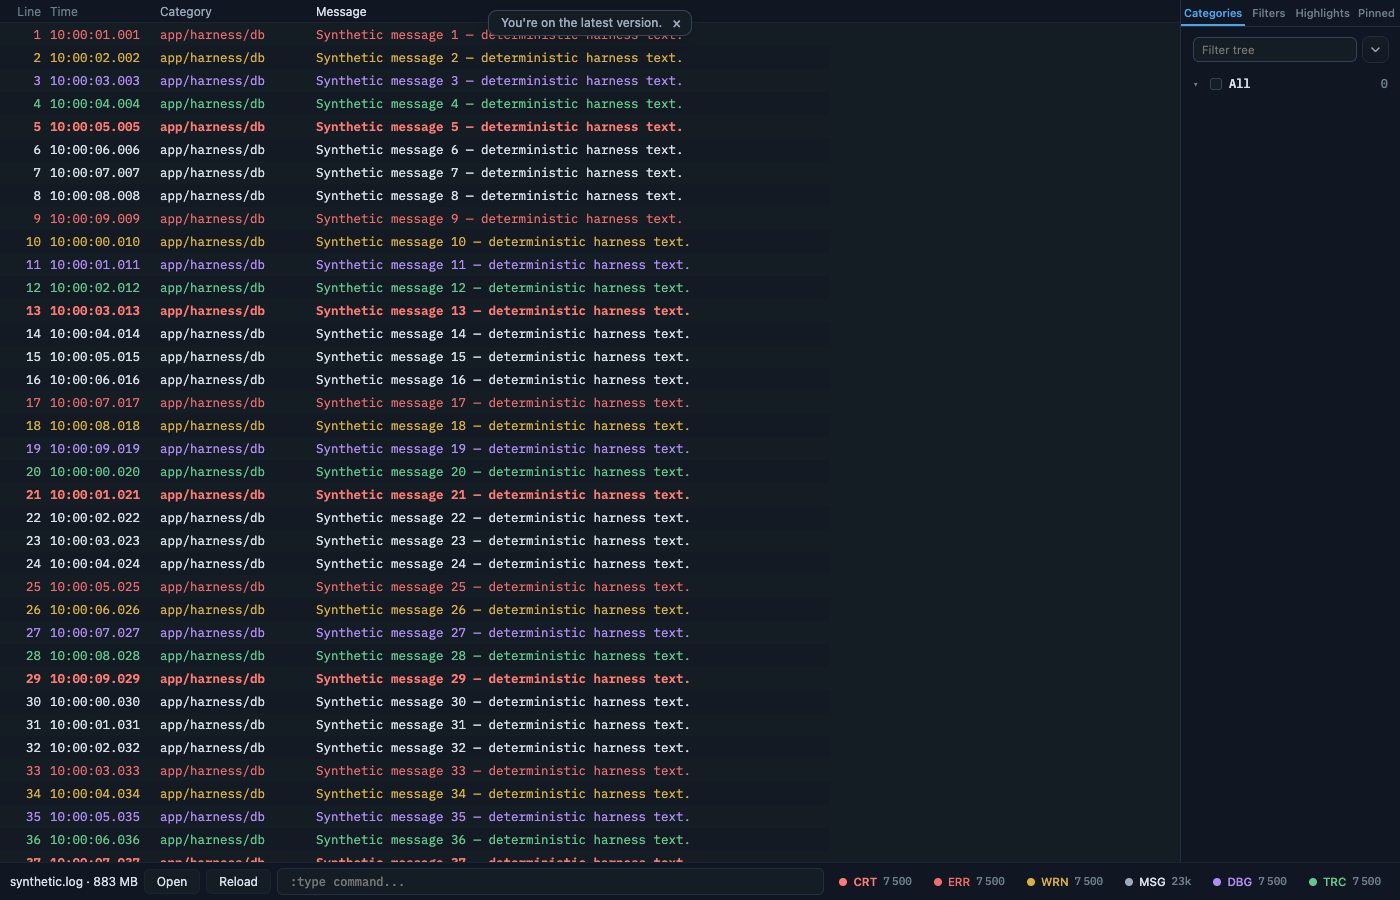 Line Time Category Message
You're on the latest version. ×
Categories Filters Highlights Pinned
Filter tree
All 0
1 10:00:01.001 app/harness/db Synthetic message 1 — deterministic harness text.
2 10:00:02.002 app/harness/db Synthetic message 2 — deterministic harness text.
3 10:00:03.003 app/harness/db Synthetic message 3 — deterministic harness text.
4 10:00:04.004 app/harness/db Synthetic message 4 — deterministic harness text.
5 10:00:05.005 app/harness/db Synthetic message 5 — deterministic harness text.
6 10:00:06.006 app/harness/db Synthetic message 6 — deterministic harness text.
7 10:00:07.007 app/harness/db Synthetic message 7 — deterministic harness text.
8 10:00:08.008 app/harness/db Synthetic message 8 — deterministic harness text.
9 10:00:09.009 app/harness/db Synthetic message 9 — deterministic harness text.
10 10:00:00.010 app/harness/db Synthetic message 10 — deterministic harness text.
11 10:00:01.011 app/harness/db Synthetic message 11 — deterministic harness text.
12 10:00:02.012 app/harness/db Synthetic message 12 — deterministic harness text.
13 10:00:03.013 app/harness/db Synthetic message 13 — deterministic harness text.
14 10:00:04.014 app/harness/db Synthetic message 14 — deterministic harness text.
15 10:00:05.015 app/harness/db Synthetic message 15 — deterministic harness text.
16 10:00:06.016 app/harness/db Synthetic message 16 — deterministic harness text.
17 10:00:07.017 app/harness/db Synthetic message 17 — deterministic harness text.
18 10:00:08.018 app/harness/db Synthetic message 18 — deterministic harness text.
19 10:00:09.019 app/harness/db Synthetic message 19 — deterministic harness text.
20 10:00:00.020 app/harness/db Synthetic message 20 — deterministic harness text.
21 10:00:01.021 app/harness/db Synthetic message 21 — deterministic harness text.
22 10:00:02.022 app/harness/db Synthetic message 22 — deterministic harness text.
23 10:00:03.023 app/harness/db Synthetic message 23 — deterministic harness text.
24 10:00:04.024 app/harness/db Synthetic message 24 — deterministic harness text.
25 10:00:05.025 app/harness/db Synthetic message 25 — deterministic harness text.
26 10:00:06.026 app/harness/db Synthetic message 26 — deterministic harness text.
27 10:00:07.027 app/harness/db Synthetic message 27 — deterministic harness text.
28 10:00:08.028 app/harness/db Synthetic message 28 — deterministic harness text.
29 10:00:09.029 app/harness/db Synthetic message 29 — deterministic harness text.
30 10:00:00.030 app/harness/db Synthetic message 30 — deterministic harness text.
31 10:00:01.031 app/harness/db Synthetic message 31 — deterministic harness text.
32 10:00:02.032 app/harness/db Synthetic message 32 — deterministic harness text.
33 10:00:03.033 app/harness/db Synthetic message 33 — deterministic harness text.
34 10:00:04.034 app/harness/db Synthetic message 34 — deterministic harness text.
35 10:00:05.035 app/harness/db Synthetic message 35 — deterministic harness text.
36 10:00:06.036 app/harness/db Synthetic message 36 — deterministic harness text.
37 10:00:07.037 app/harness/db Synthetic message 37 — deterministic harness text.
synthetic.log · 883 MB Open Reload :type command... CRT 7 500 ERR 7 500 WRN 7 500 MSG 23k DBG 7 500 TRC 7 500